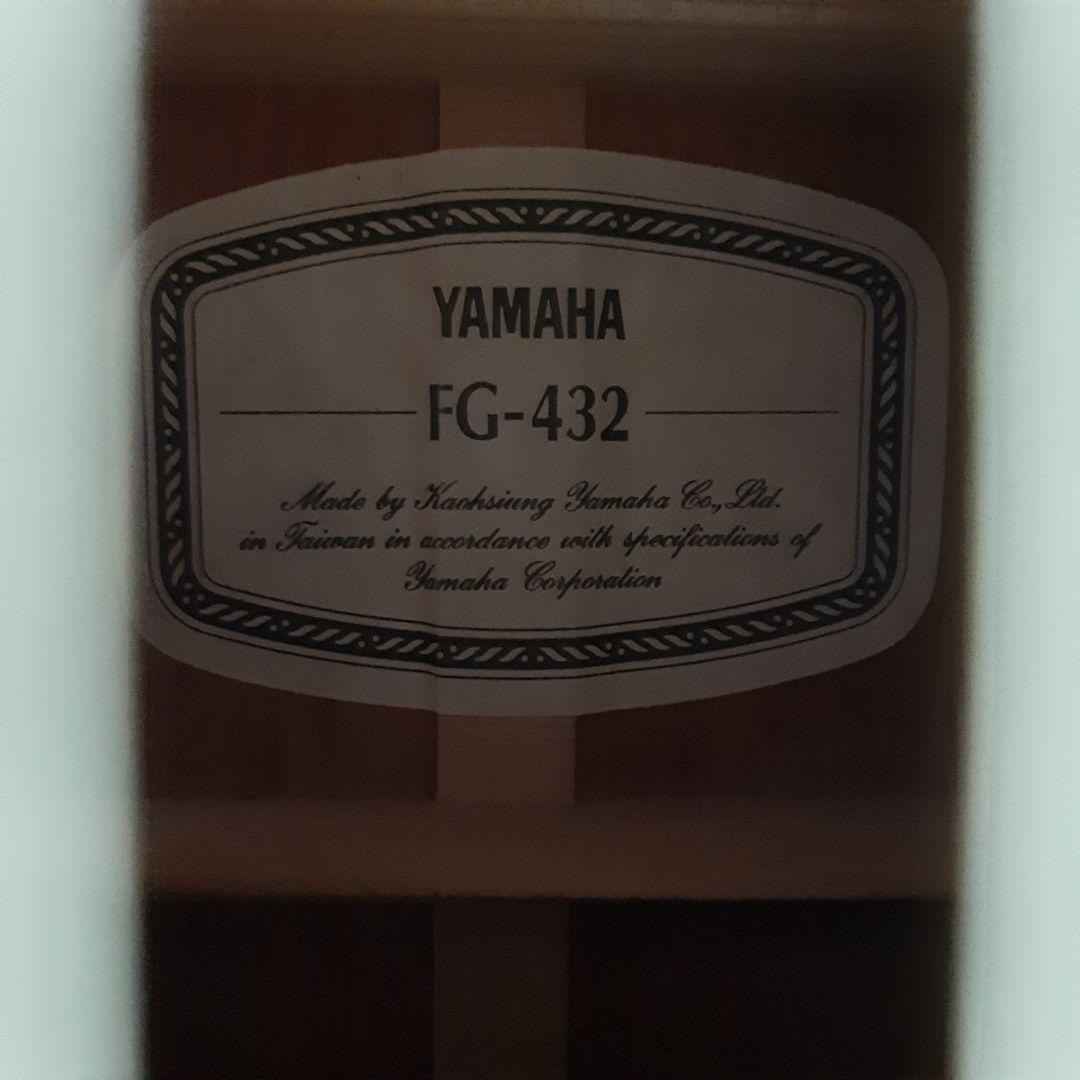 YAMAHA
FG-432
Made by Kaohsiung Yamaha Co., Ltd.
in Taiwan in accordance with specifications of
Yamaha Corporation